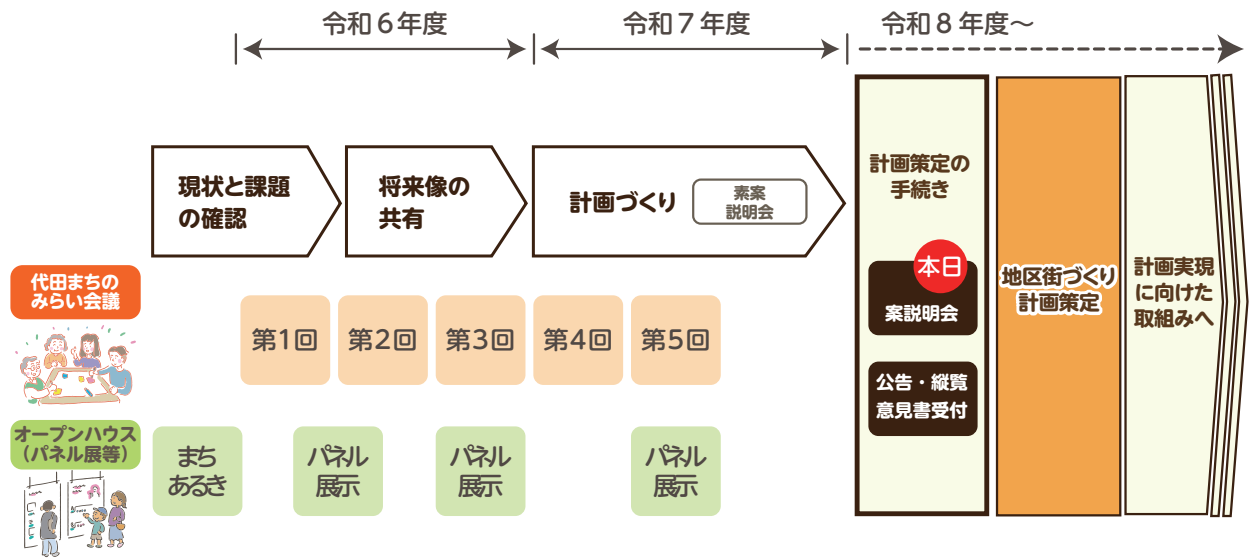 令和６年度
令和７年度
令和８年度～
現状と課題
の確認
将来像の
共有
計画づくり
素案
説明会
計画策定の
手続き
本日
案説明会
公告・縦覧
意見書受付
地区街づくり
計画策定
計画実現
に向けた
取組みへ
代田まちの
みらい会議
第1回
第2回
第3回
第4回
第5回
オープンハウス
（パネル展等）
まち
あるき
パネル
展示
パネル
展示
パネル
展示